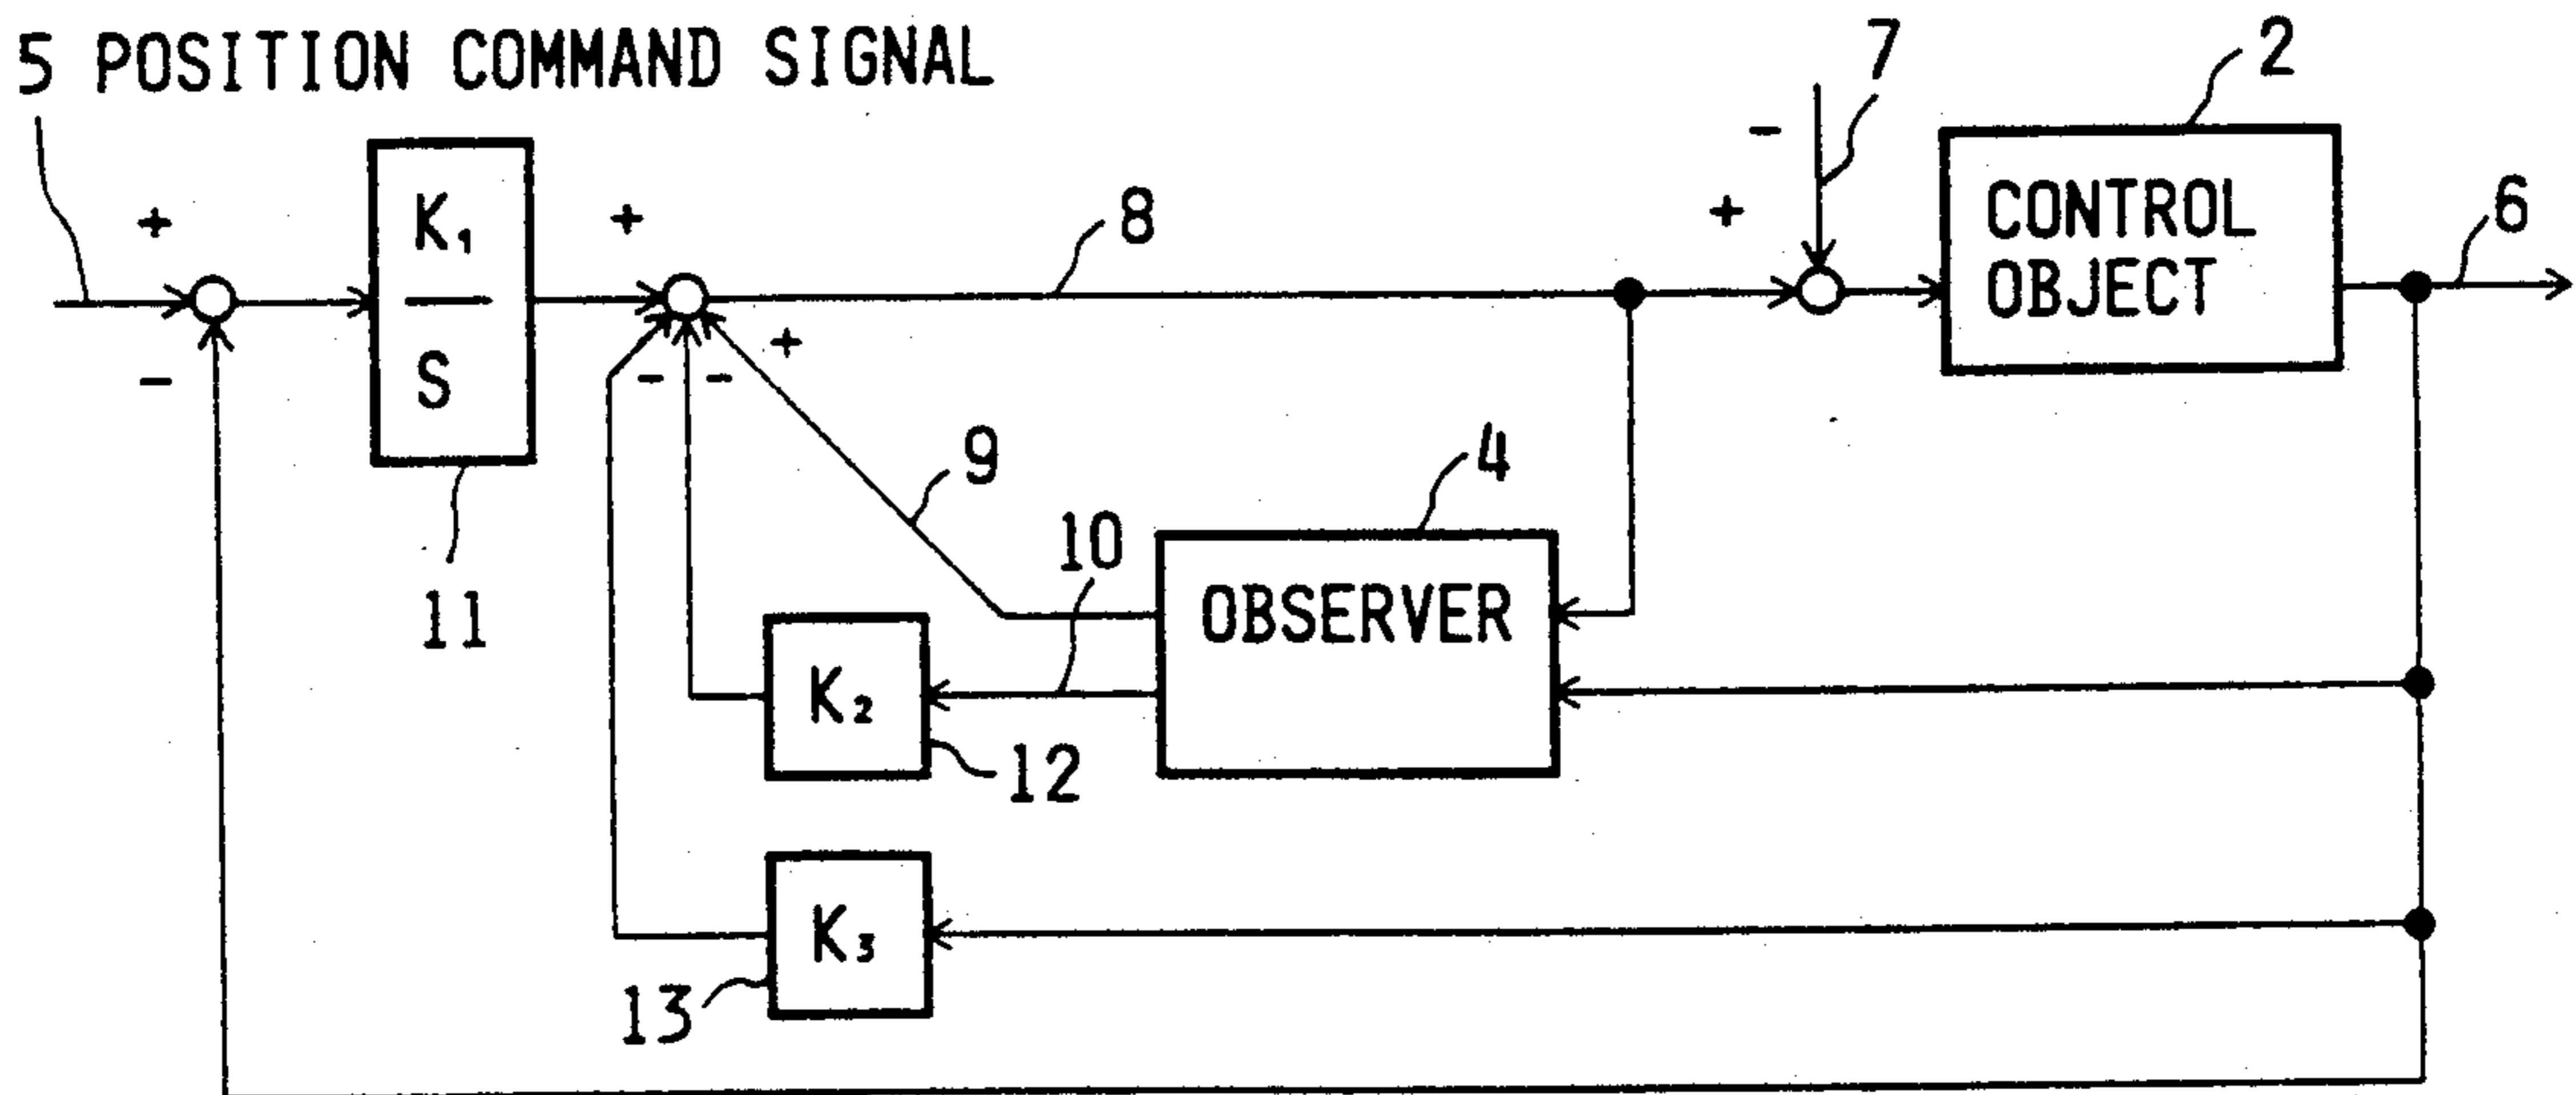 5 POSITION COMMAND SIGNAL
7
2
-
+
K₁
S
+
8
+
CONTROL
OBJECT
6
-
- -
+
11
9
4
10
OBSERVER
K₂
12
K₃
13